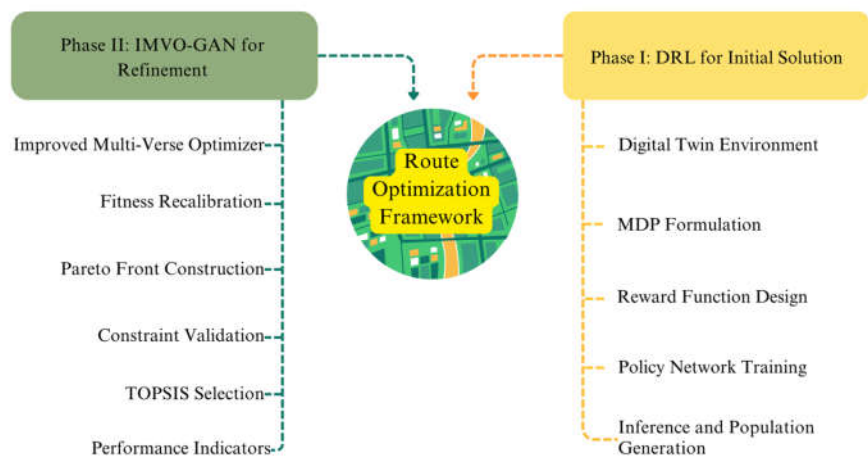 Phase II: IMVO-GAN for
Refinement
Improved Multi-Verse Optimizer
Fitness Recalibration
Pareto Front Construction
Constraint Validation
TOPSIS Selection
Performance Indicators
Route
Optimization
Framework
Phase I: DRL for Initial Solution
Digital Twin Environment
MDP Formulation
Reward Function Design
Policy Network Training
Inference and Population
Generation